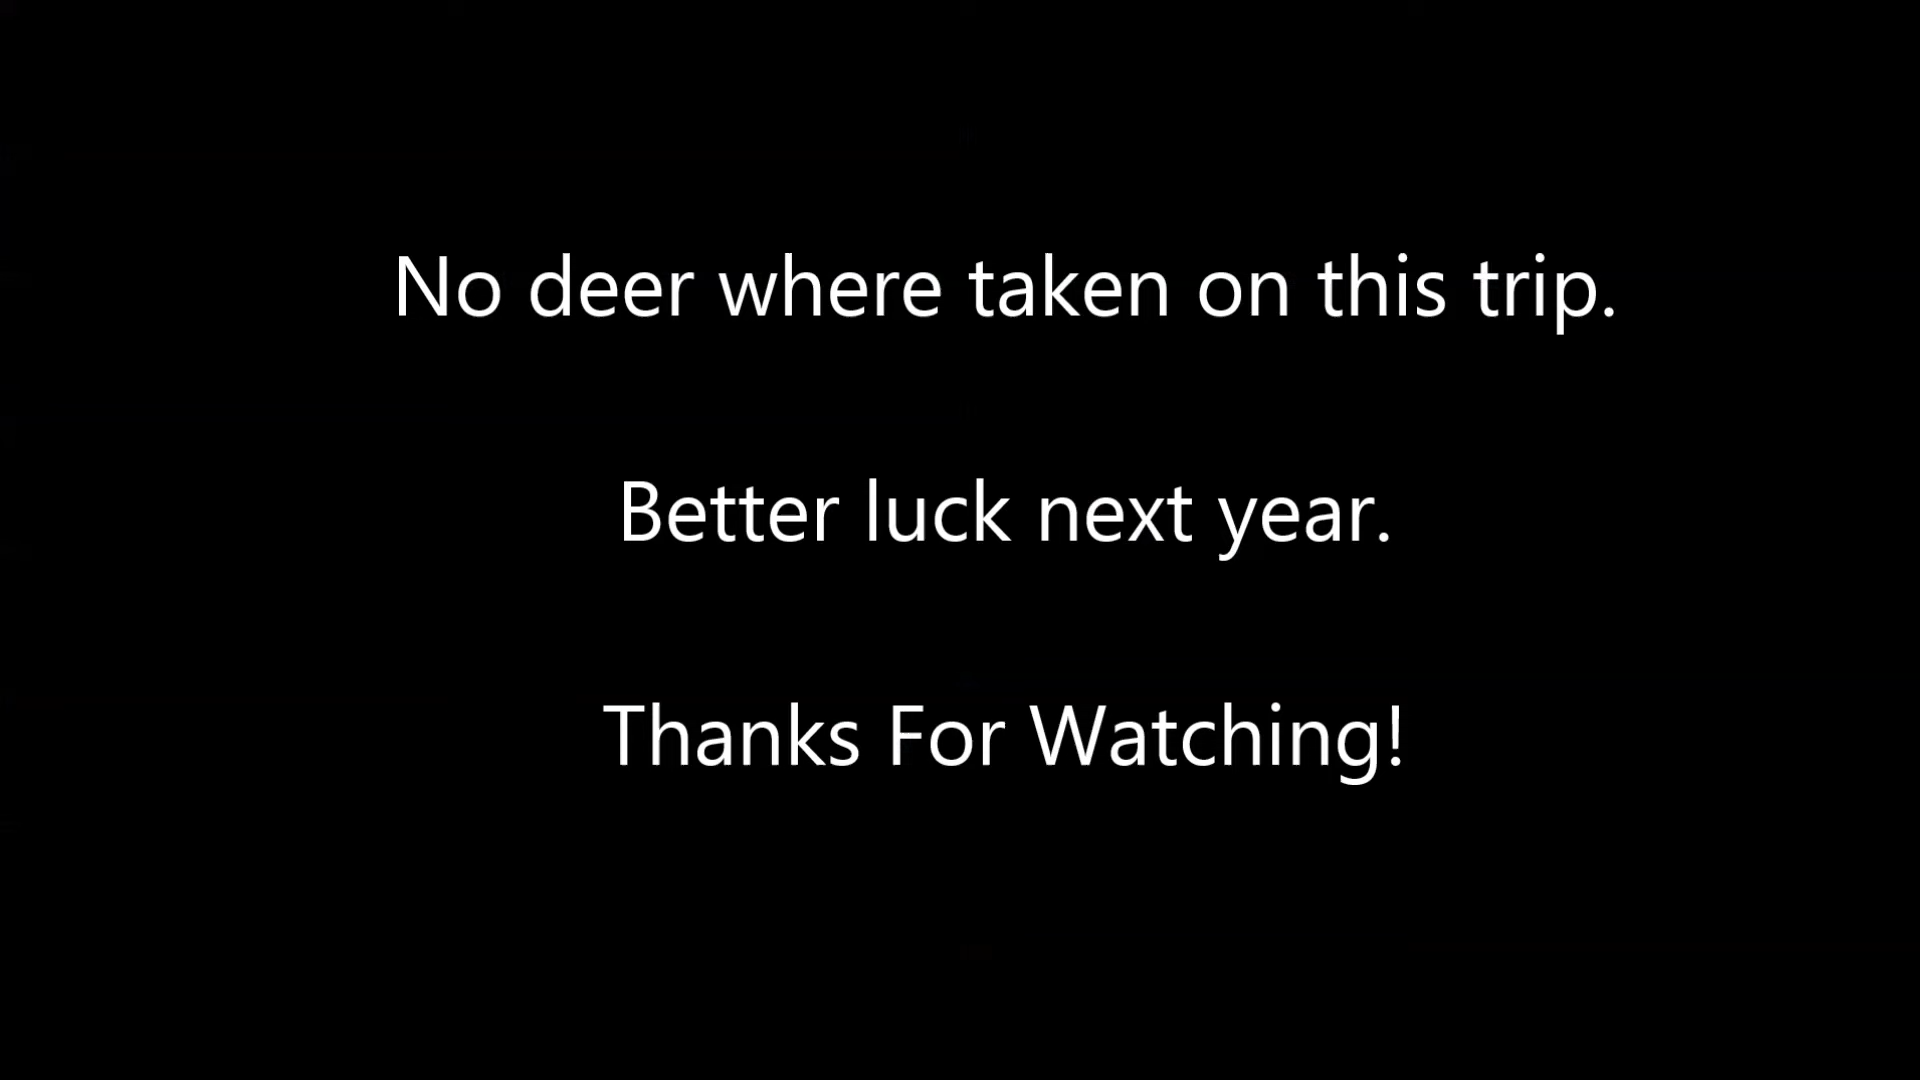 No deer where taken on this trip.
Better luck next year.
Thanks For Watching!